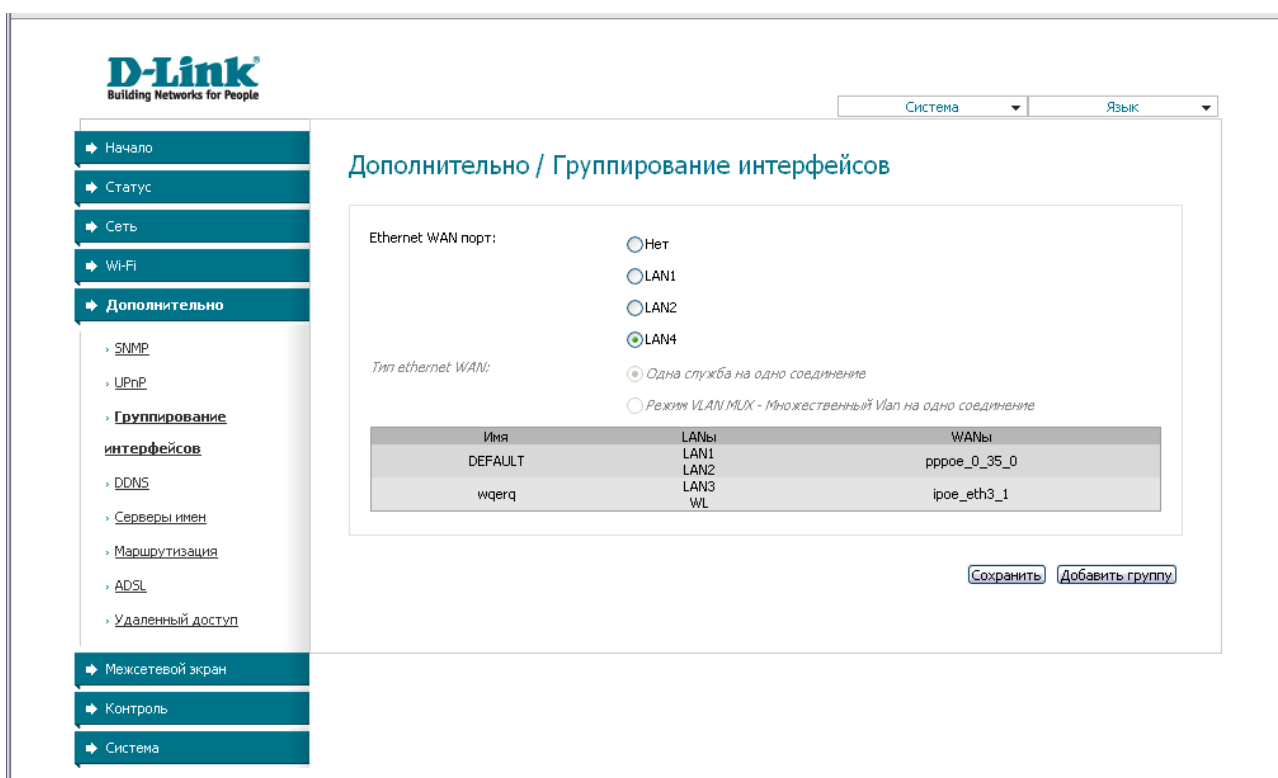 D-Link
Building Networks for People
Система
Язык
Начало
Статус
Сеть
Wi-Fi
Дополнительно
SNMP
UPnP
Группирование
интерфейсов
DDNS
Серверы имен
Маршрутизация
ADSL
Удаленный доступ
Межсетевой экран
Контроль
Система
Дополнительно / Группирование интерфейсов
Ethernet WAN порт:
Нет
LAN1
LAN2
LAN4
Тип ethernet WAN:
Одна служба на одно соединение
Режим VLAN MUX - Множественный Vlan на одно соединение
Имя LANы WANы
DEFAULT LAN1 LAN2 pppoe_0_35_0
wqerq LAN3 WL ipoe_eth3_1
Сохранить Добавить группу